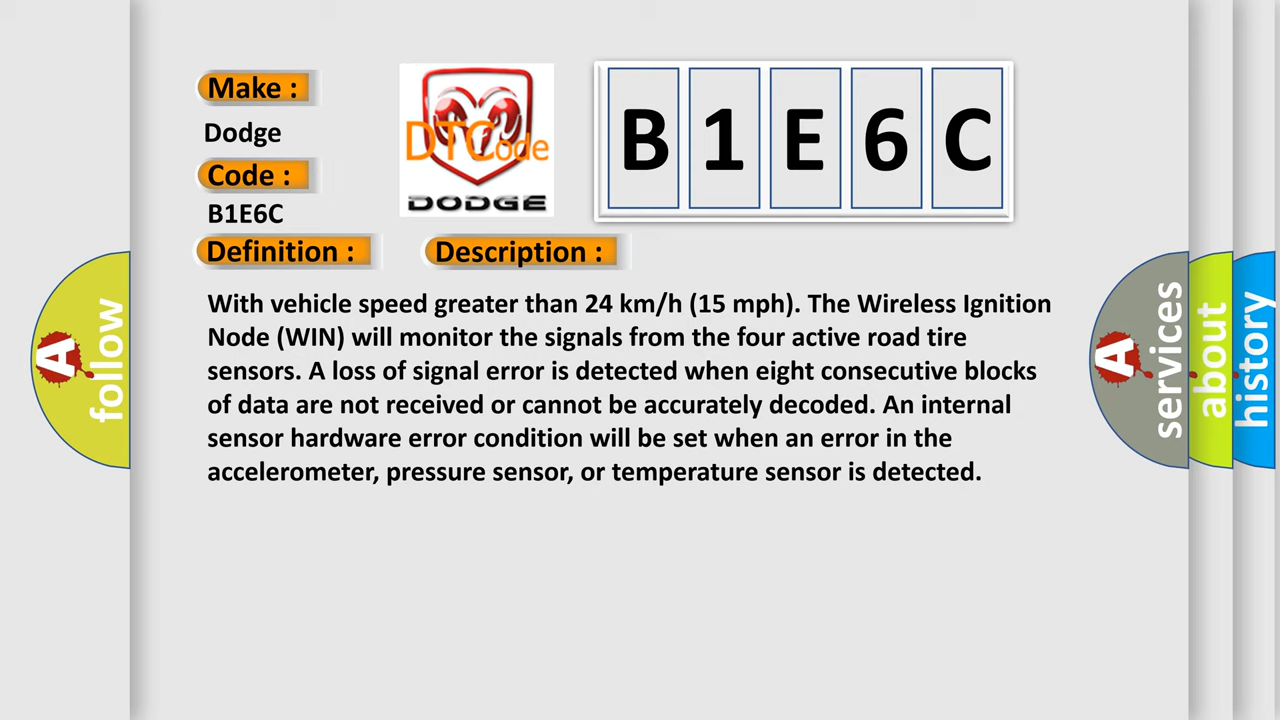 Make :
Dodge
Code :
B1E6C
DTCode
DODGE
B 1 E 6 C
Definition :
Description :
With vehicle speed greater than 24 km/h (15 mph). The Wireless Ignition
Node (WIN) will monitor the signals from the four active road tire
sensors. A loss of signal error is detected when eight consecutive blocks
of data are not received or cannot be accurately decoded. An internal
sensor hardware error condition will be set when an error in the
accelerometer, pressure sensor, or temperature sensor is detected.
A
follow
A
services
about
history